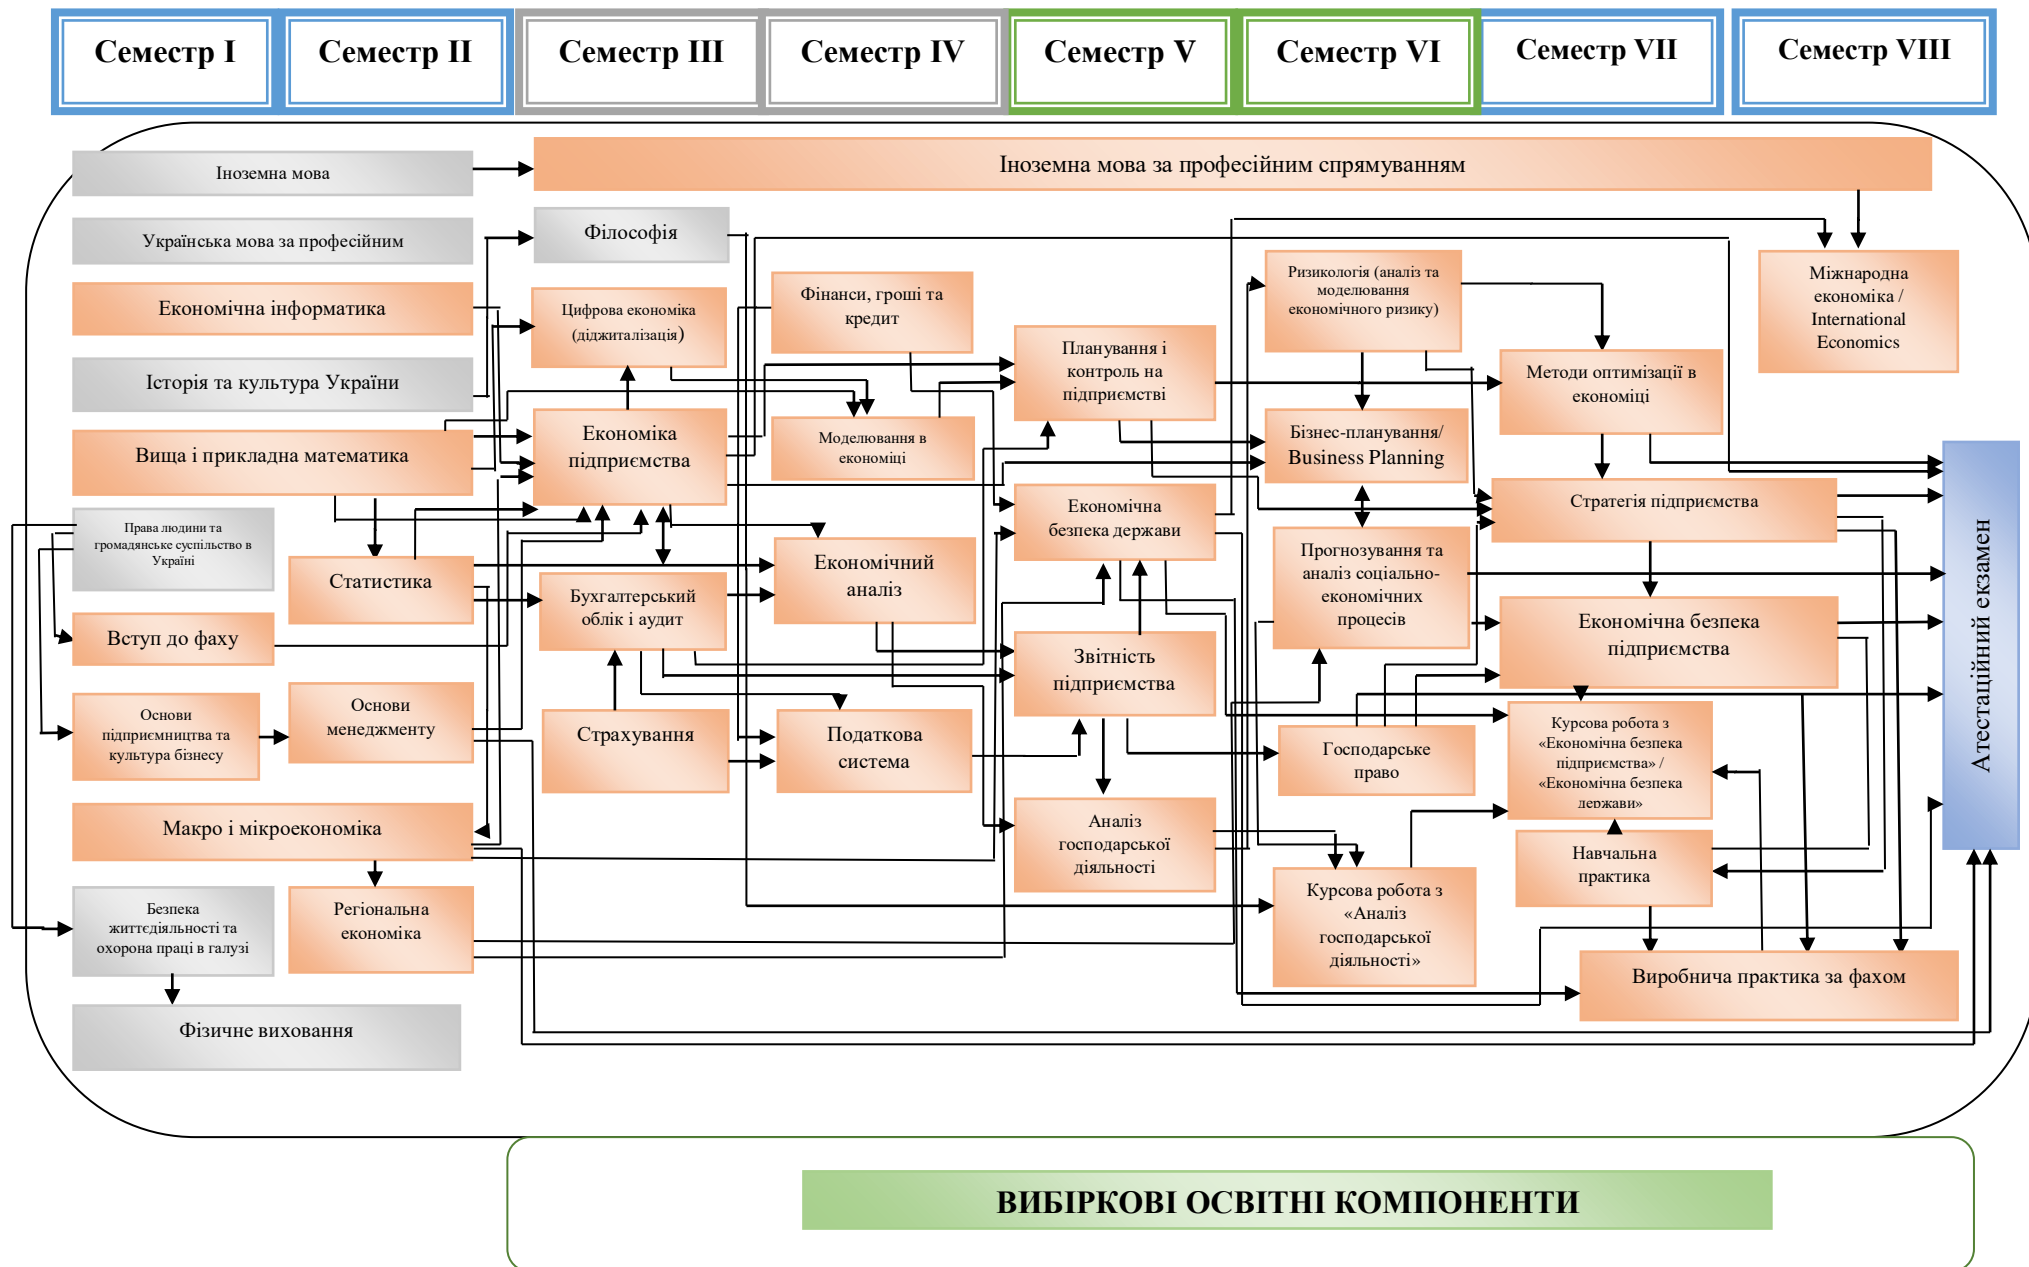 Семестр I
Семестр II
Семестр III
Семестр IV
Семестр V
Семестр VI
Семестр VII
Семестр VIII
Іноземна мова
Іноземна мова за професійним спрямуванням
Українська мова за професійним
Філософія
Економічна інформатика
Історія та культура України
Вища і прикладна математика
Права людини та
громадянське суспільство в
Україні
Статистика
Вступ до фаху
Основи
підприємництва та
культура бізнесу
Основи
менеджменту
Макро і мікроекономіка
Безпека
життєдіяльності та
охорона праці в галузі
Регіональна
економіка
Фізичне виховання
Цифрова економіка
(діджиталізація)
Економіка
підприємства
Бухгалтерський
облік і аудит
Страхування
Фінанси, гроші та
кредит
Моделювання в
економіці
Економічний
аналіз
Податкова
система
Планування і
контроль на
підприємстві
Економічна
безпека держави
Звітність
підприємства
Аналіз
господарської
діяльності
Ризикологія (аналіз та
моделювання
економічного ризику)
Бізнес-планування/
Business Planning
Прогнозування та
аналіз соціально-
економічних
процесів
Господарське
право
Курсова робота з
«Аналіз
господарської
діяльності»
Методи оптимізації в
економіці
Стратегія підприємства
Економічна безпека
підприємства
Курсова робота з
«Економічна безпека
підприємства» /
«Економічна безпека
держави»
Навчальна
практика
Виробнича практика за фахом
Міжнародна
економіка /
International
Economics
Атестаційний екзамен
ВИБІРКОВІ ОСВІТНІ КОМПОНЕНТИ